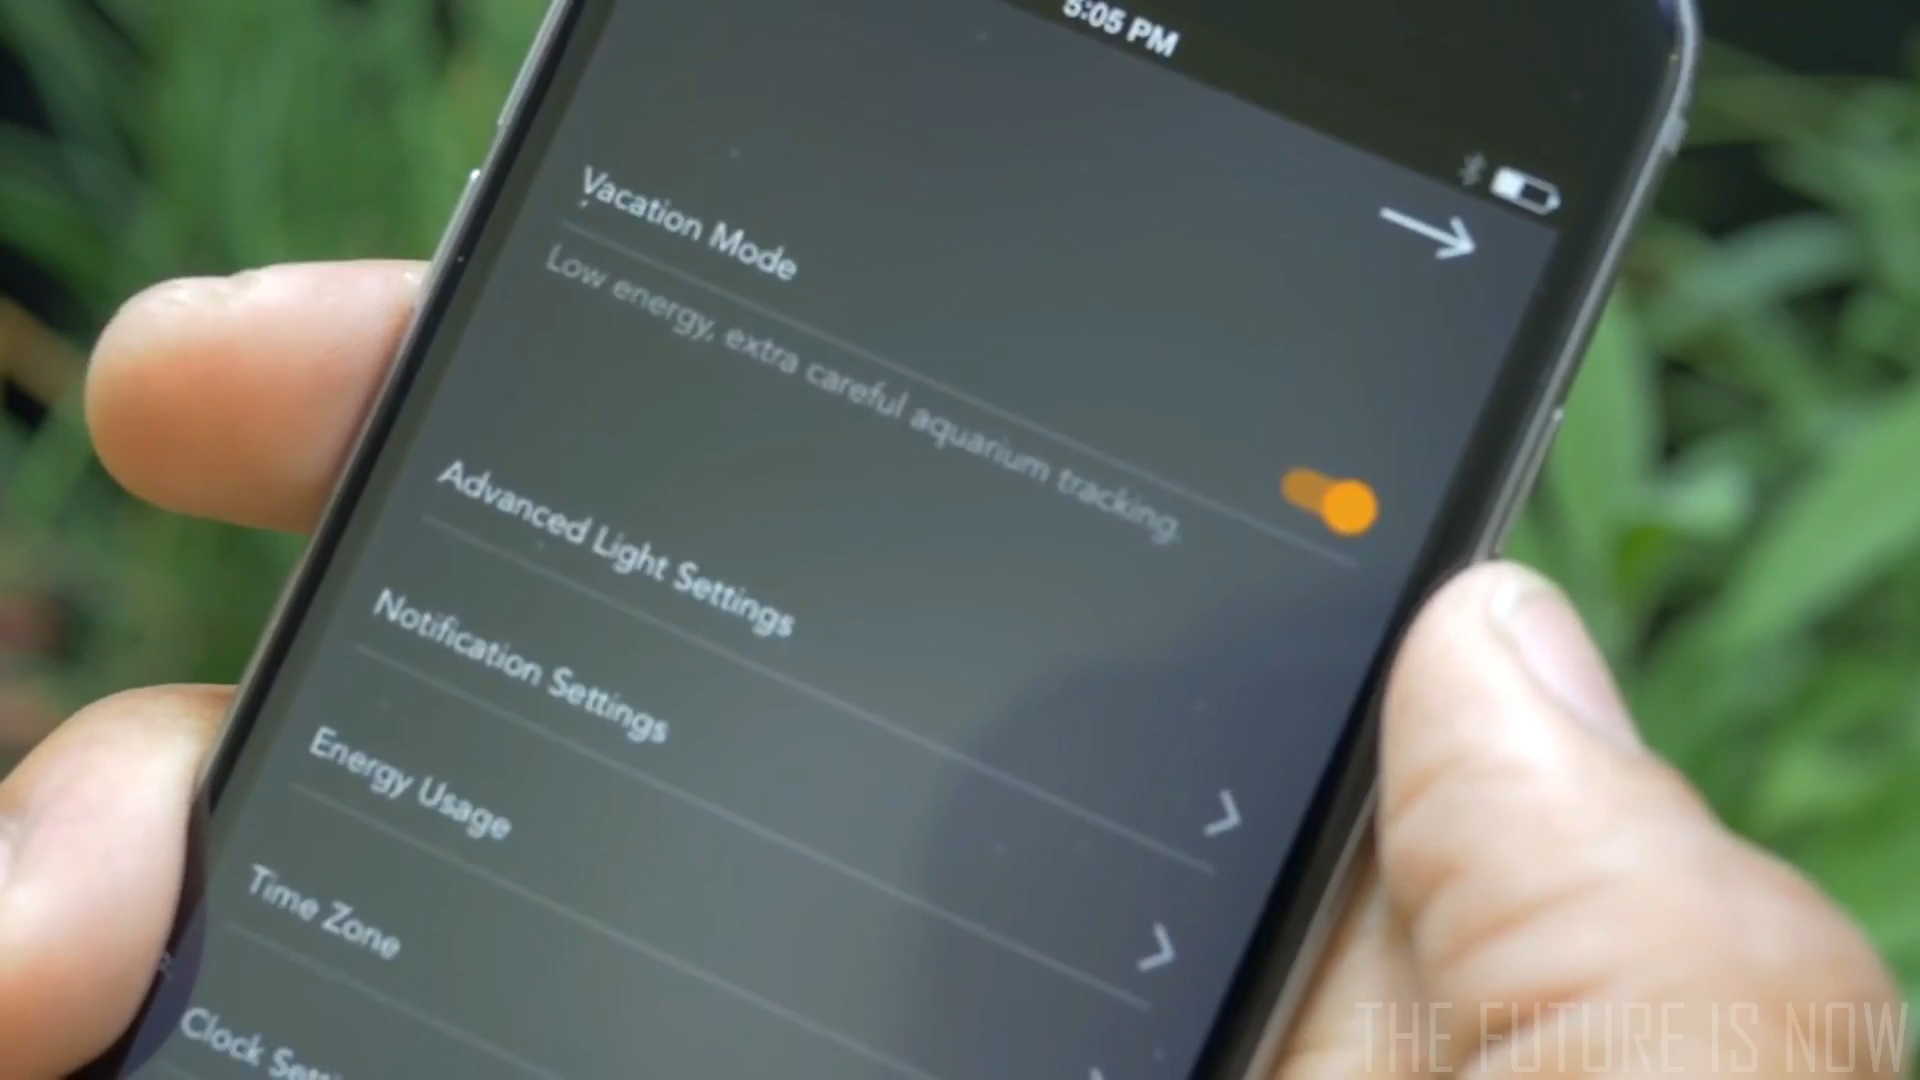 5:05 PM
Vacation Mode
Low energy, extra careful aquarium tracking.
Advanced Light Settings
Notification Settings
Energy Usage
Time Zone
Clock
THE FUTURE IS NOW